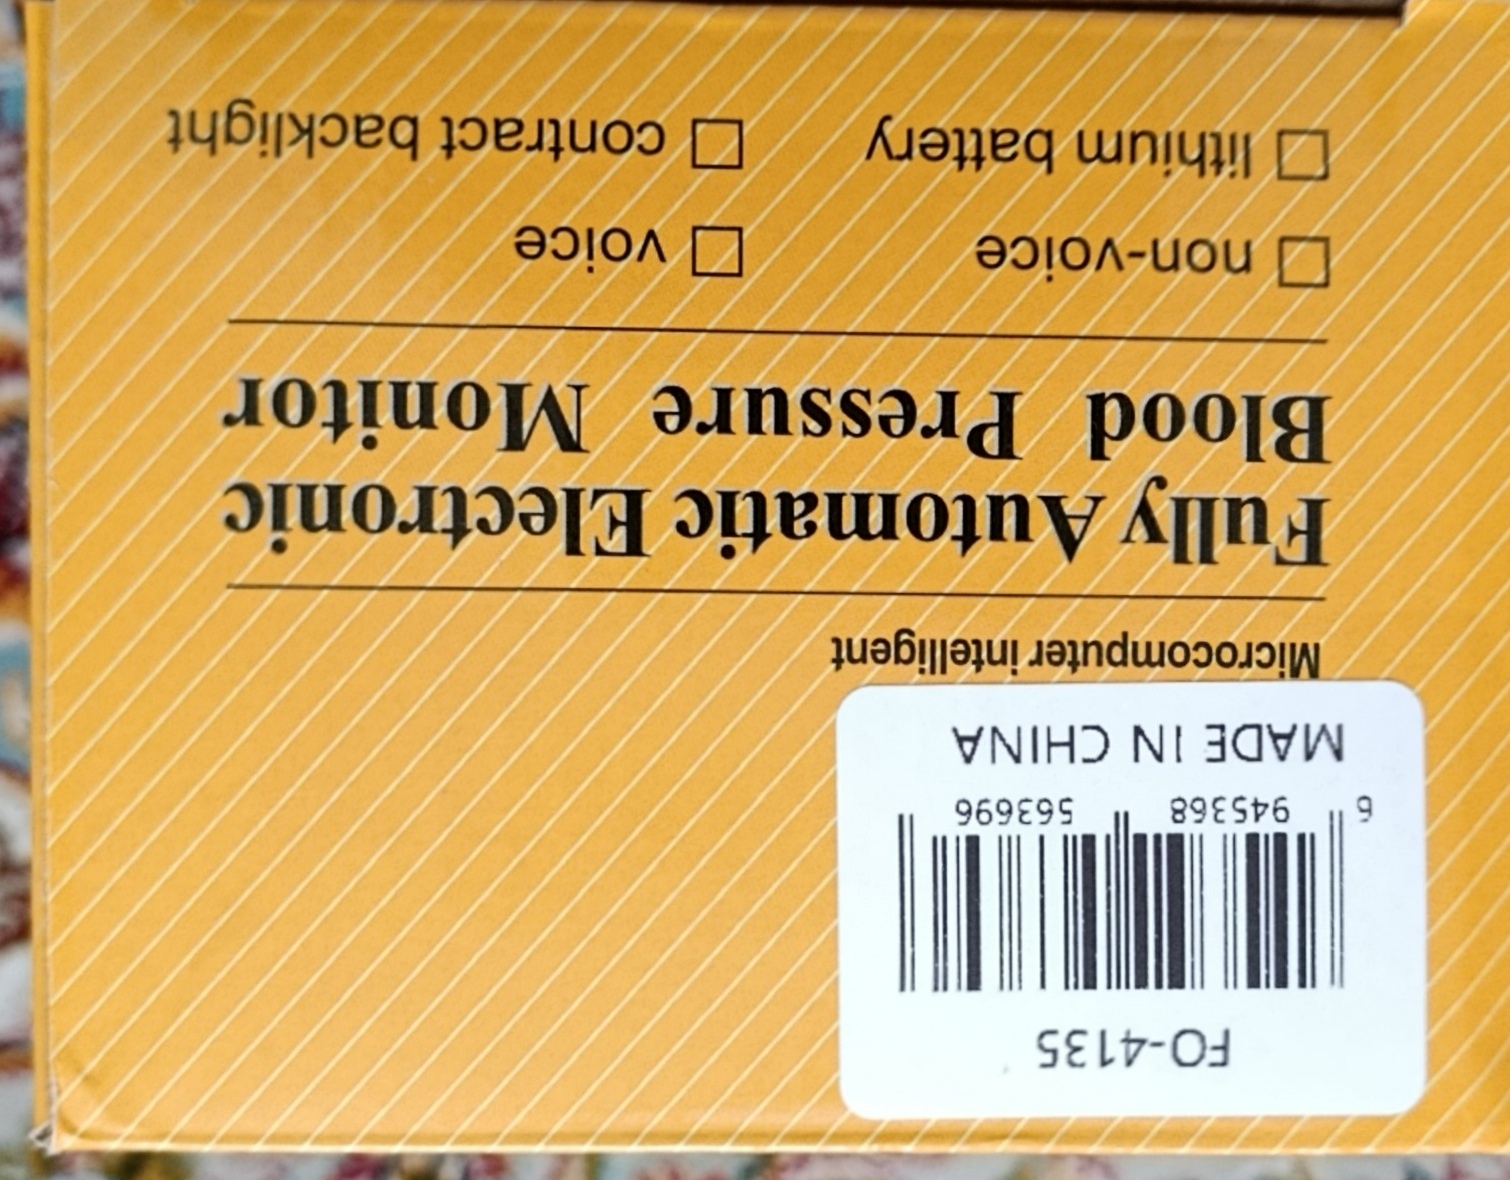 FO-4135
6 945368 563696
MADE IN CHINA
Microcomputer intelligent
Fully Automatic Electronic
Blood Pressure Monitor
□ non-voice □ voice
□ lithium battery □ contract backlight